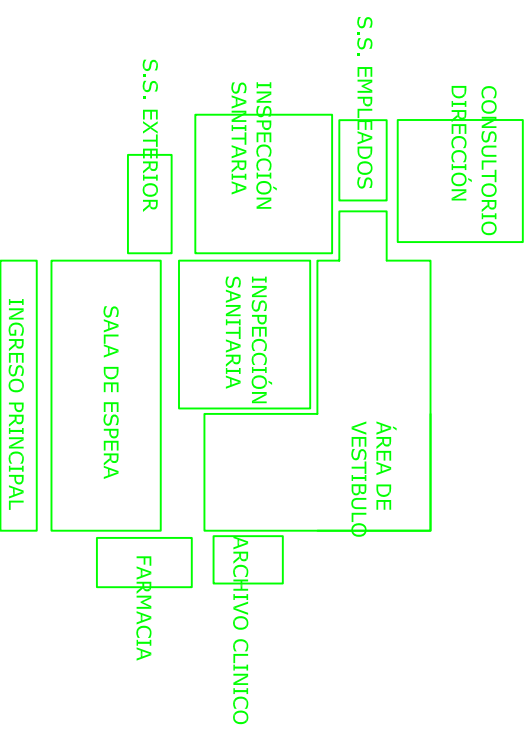 CONSULTORIO
DIRECCIÓN
S.S. EMPLEADOS
ÁREA DE
VESTIBULO
INSPECCIÓN
SANITARIA
INSPECCIÓN
SANITARIA
ARCHIVO CLINICO
S.S. EXTERIOR
FARMACIA
SALA DE ESPERA
INGRESO PRINCIPAL